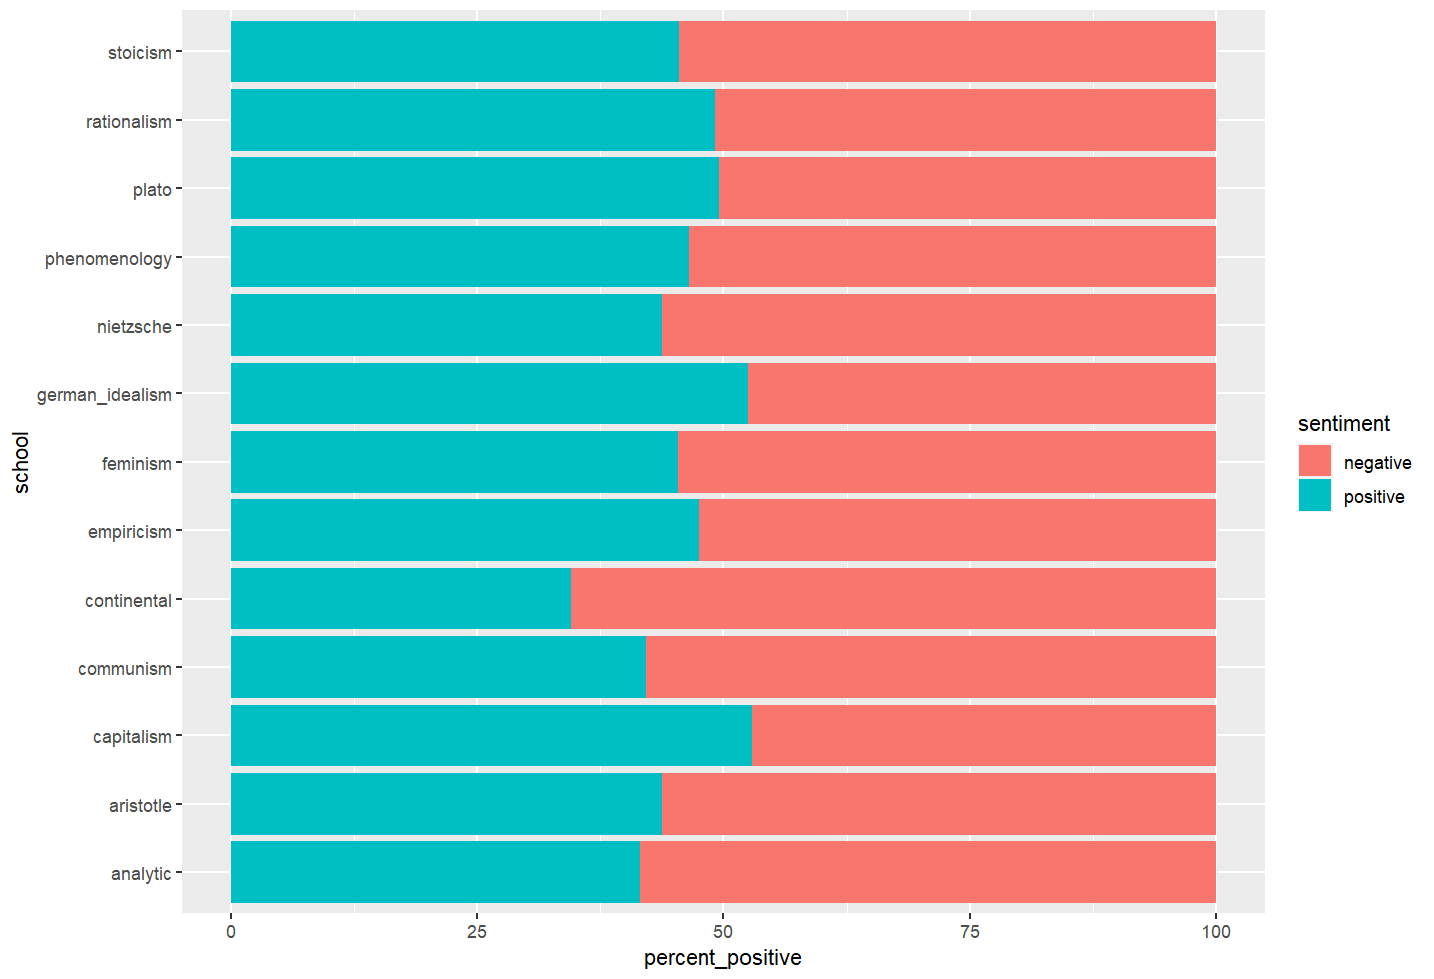 stoicism
rationalism
plato
phenomenology
nietzsche
german_idealism
feminism
empiricism
continental
communism
capitalism
aristotle
analytic
school
0 25 50 75 100
percent_positive
sentiment
negative
positive